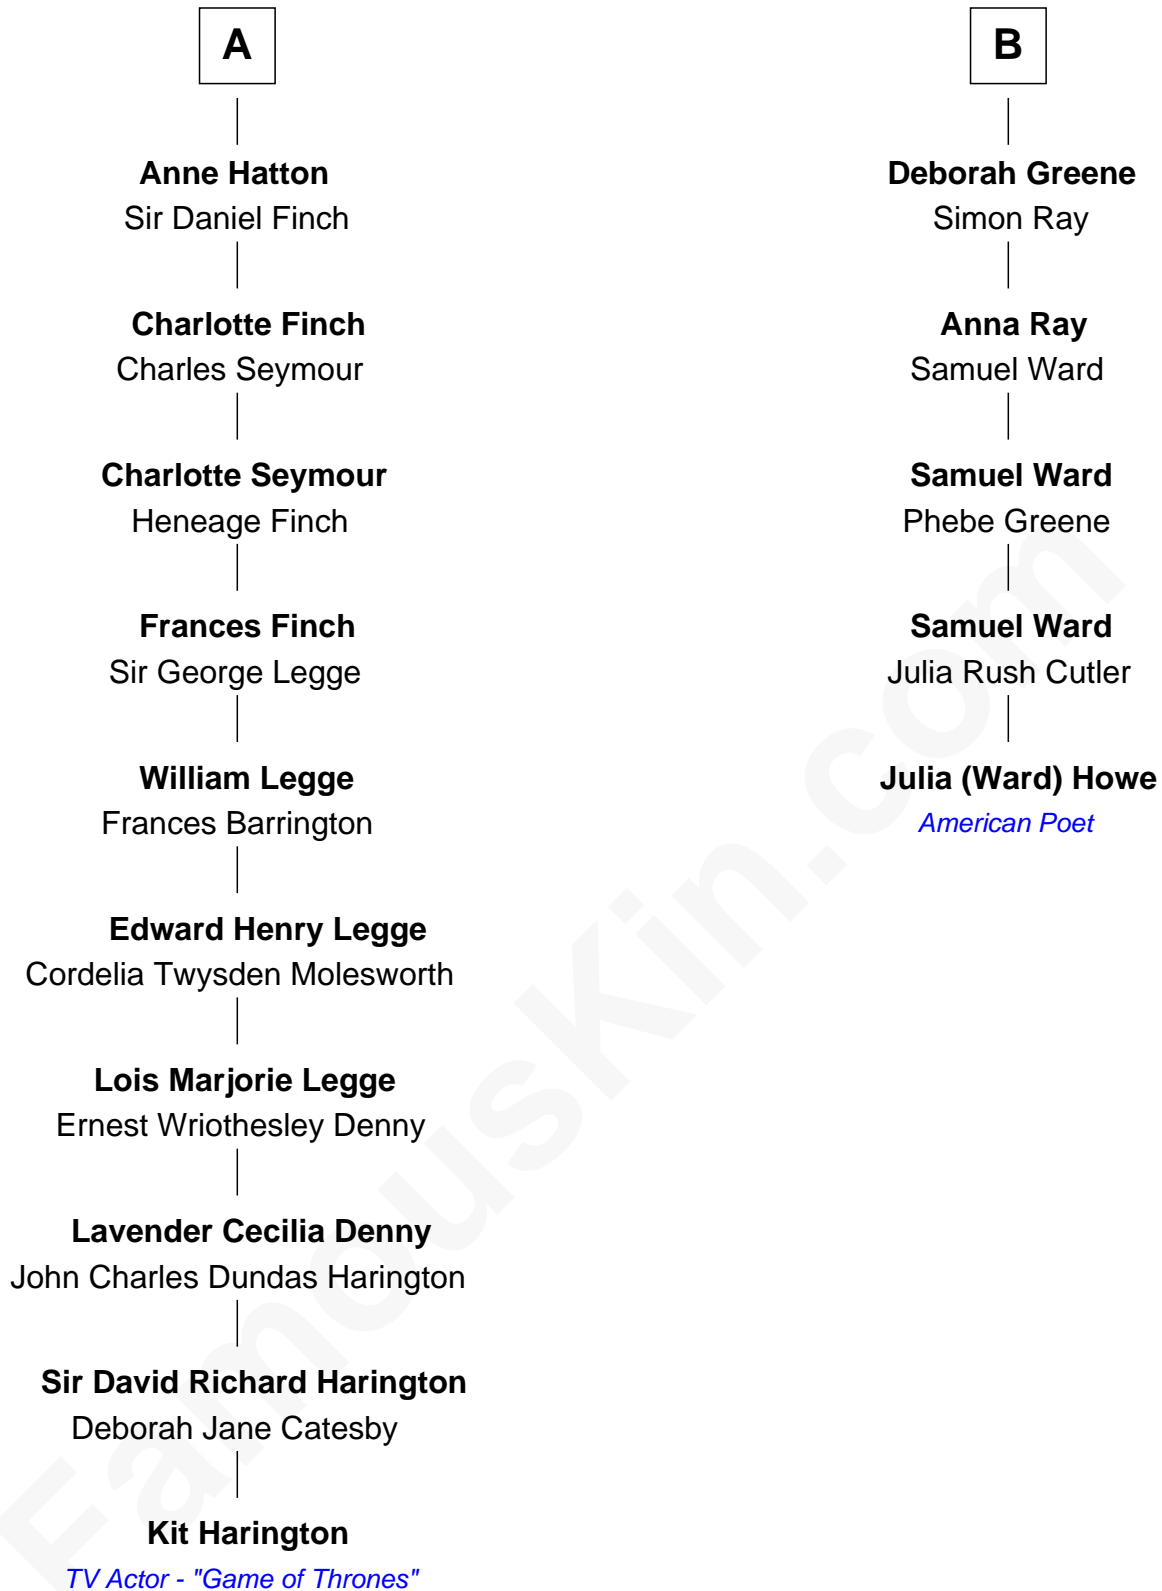 A
Anne Hatton
Sir Daniel Finch
Charlotte Finch
Charles Seymour
Charlotte Seymour
Heneage Finch
Frances Finch
Sir George Legge
William Legge
Frances Barrington
Edward Henry Legge
Cordelia Twysden Molesworth
Lois Marjorie Legge
Ernest Wriothesley Denny
Lavender Cecilia Denny
John Charles Dundas Harington
Sir David Richard Harington
Deborah Jane Catesby
Kit Harington
TV Actor - "Game of Thrones"
B
Deborah Greene
Simon Ray
Anna Ray
Samuel Ward
Samuel Ward
Phebe Greene
Samuel Ward
Julia Rush Cutler
Julia (Ward) Howe
American Poet
FamousKin.com